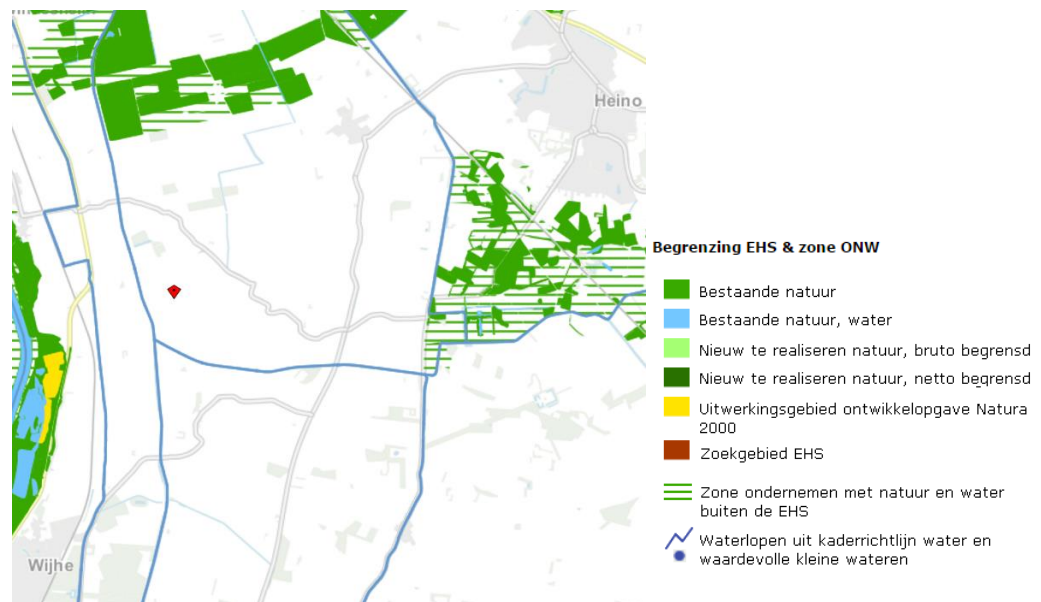 Heino
Wijhe
Begrenzing EHS & zone ONW
Bestaande natuur
Bestaande natuur, water
Nieuw te realiseren natuur, bruto begrensd
Nieuw te realiseren natuur, netto begrensd
Uitwerkingsgebied ontwikkelopgave Natura
2000
Zoekgebied EHS
Zone ondernemen met natuur en water
buiten de EHS
Waterlopen uit kaderrichtlijn water en
waardevolle kleine wateren